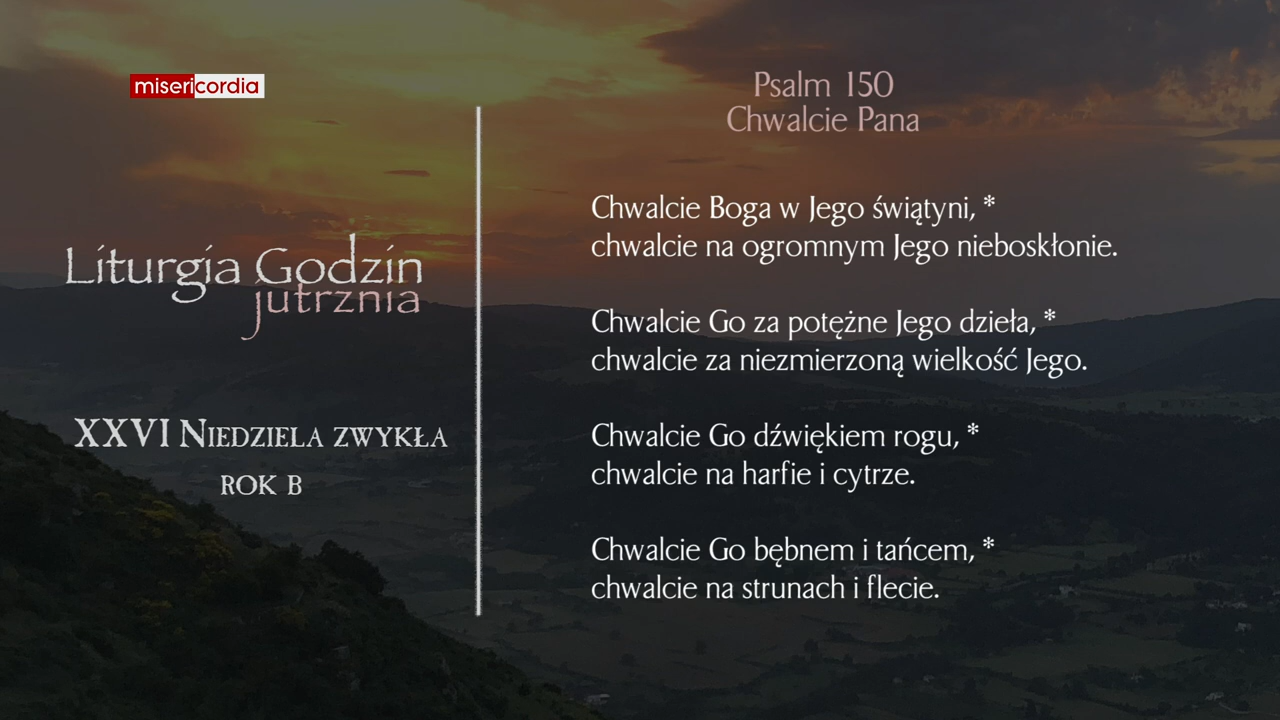 misericordia
Liturgia Godzin
jutrznia
XXVI Niedziela zwykła
rok B
Psalm 150
Chwalcie Pana
Chwalcie Boga w Jego świątyni, *
chwalcie na ogromnym Jego nieboskłonie.
Chwalcie Go za potężne Jego dzieła, *
chwalcie za niezmierzoną wielkość Jego.
Chwalcie Go dźwiękiem rogu, *
chwalcie na harfie i cytrze.
Chwalcie Go bębnem i tańcem, *
chwalcie na strunach i flecie.